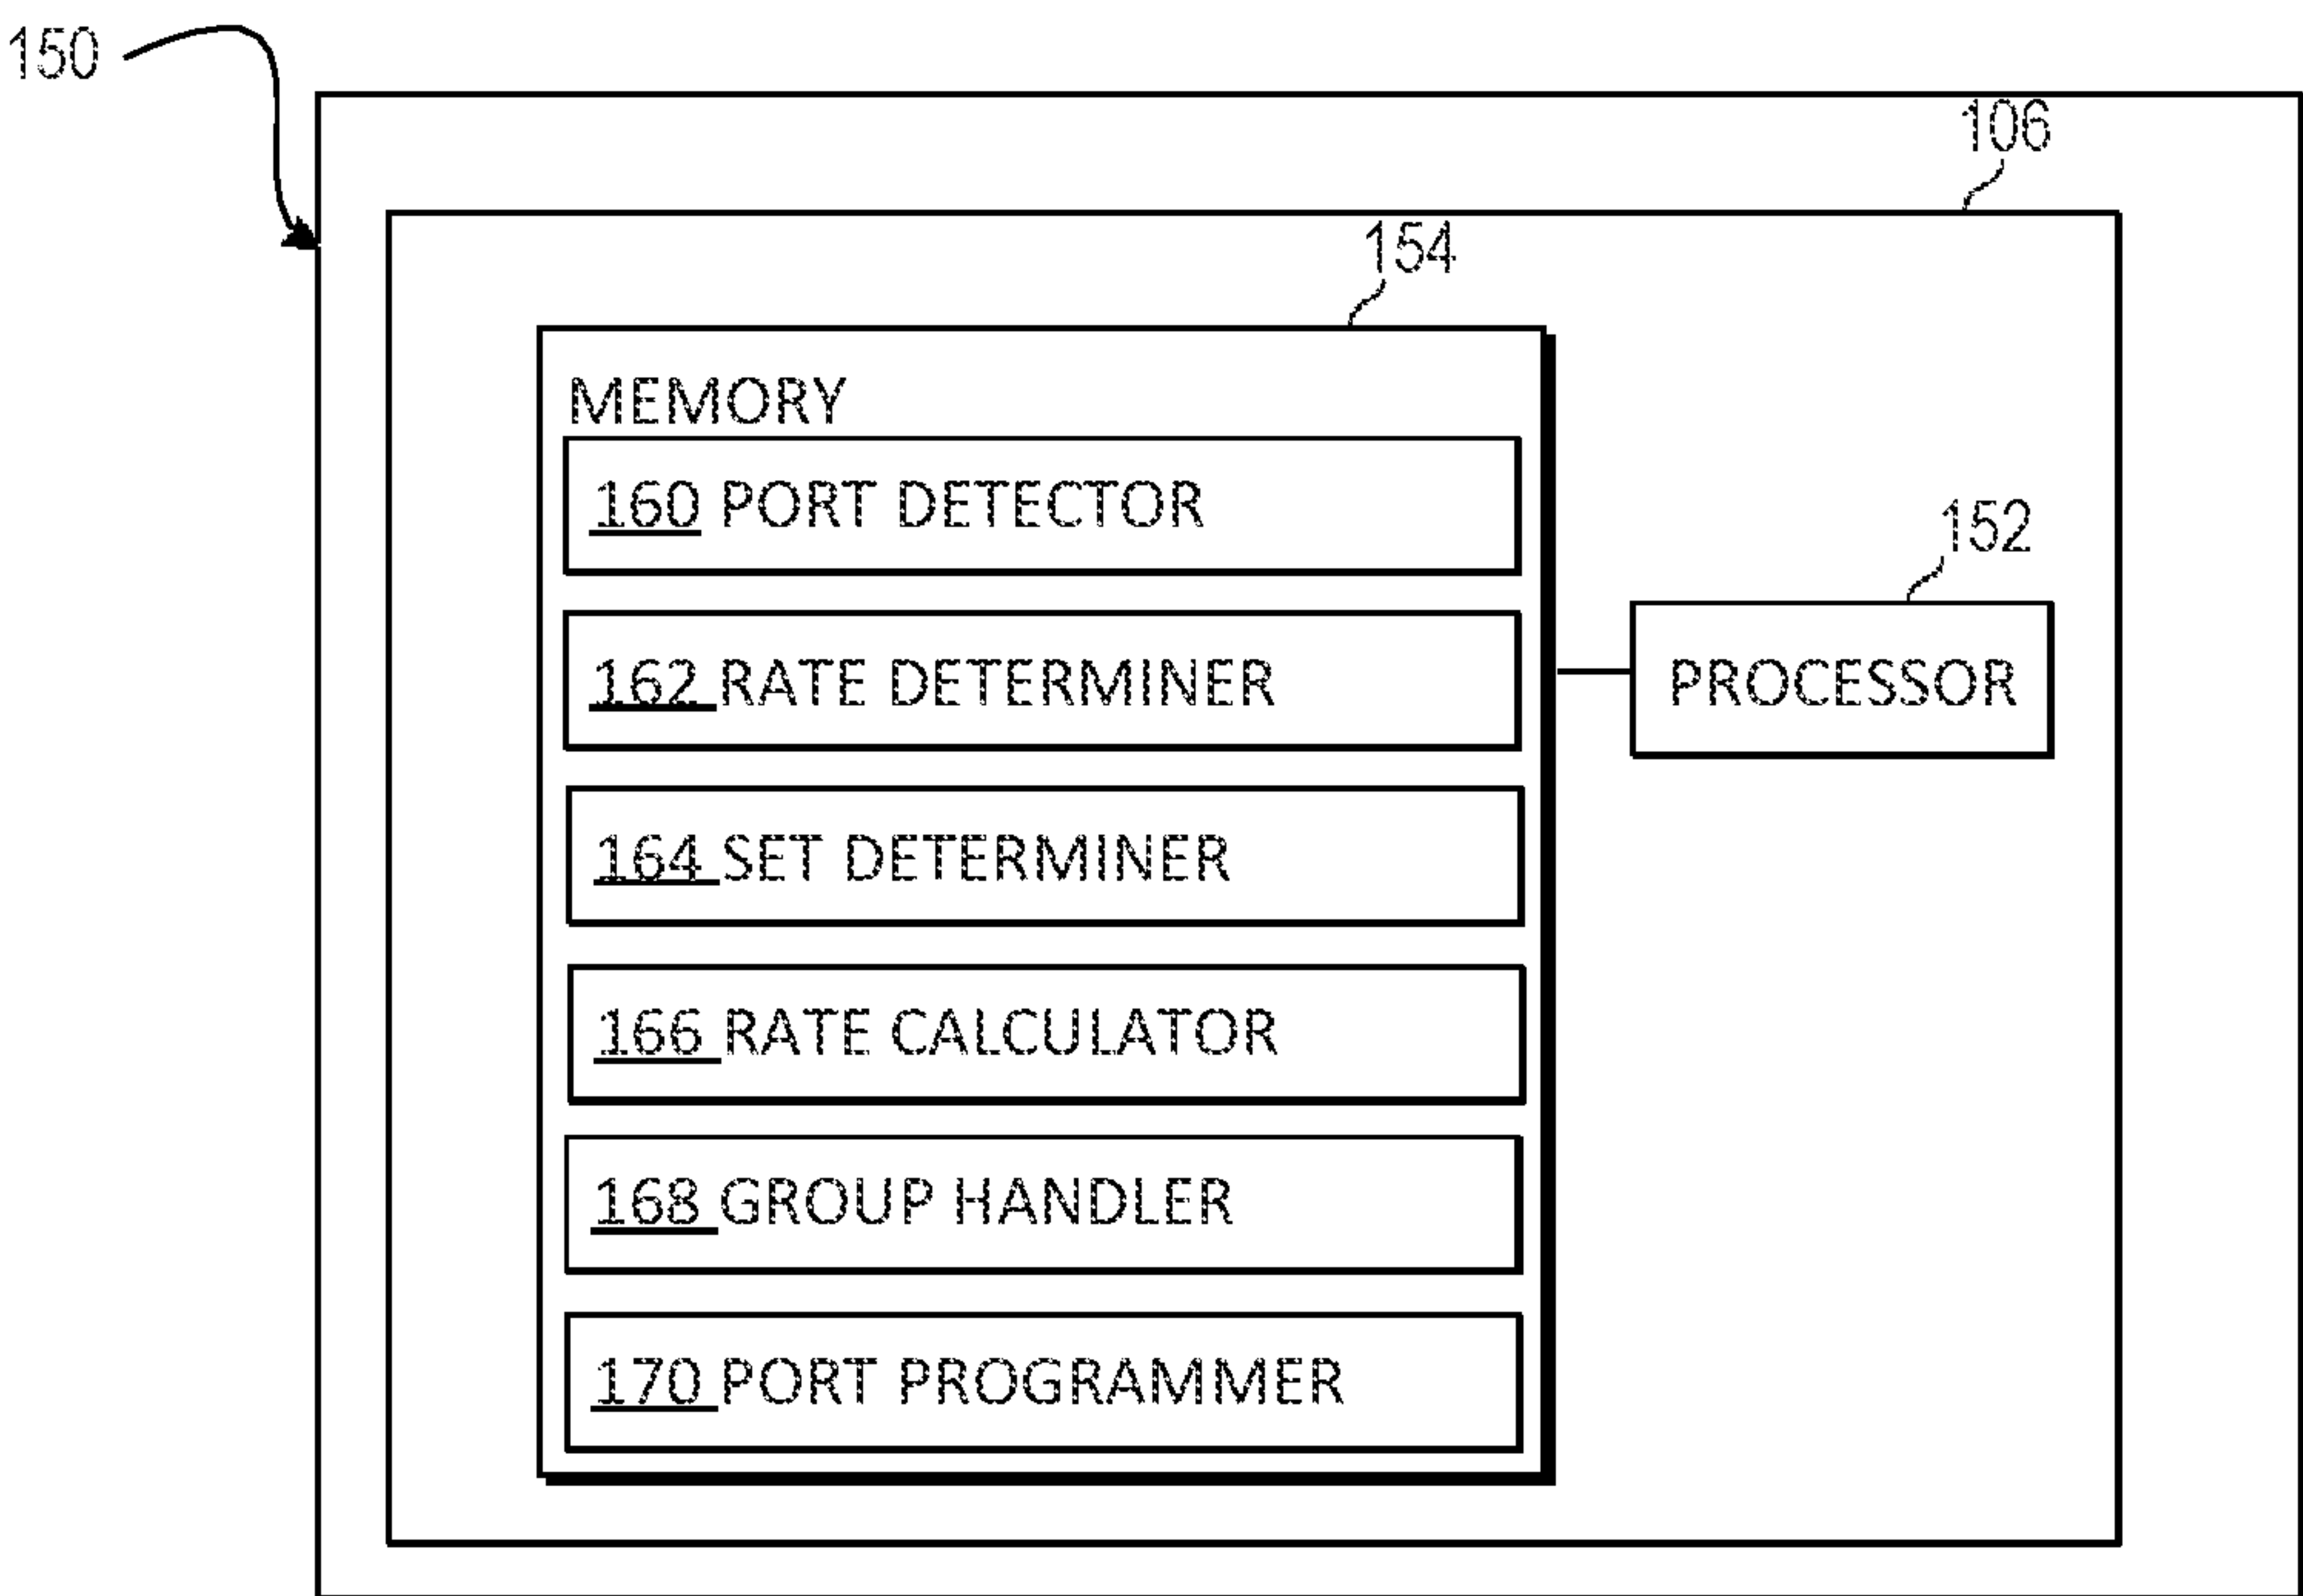 150
106
154
MEMORY
160 PORT DETECTOR
152
162 RATE DETERMINER
PROCESSOR
164 SET DETERMINER
166 RATE CALCULATOR
168 GROUP HANDLER
170 PORT PROGRAMMER